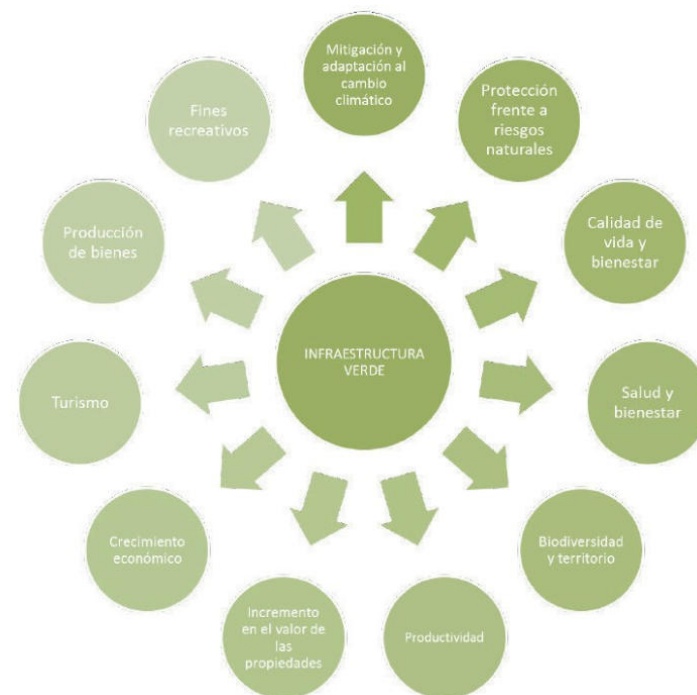 Mitigación y
adaptación al
cambio
climático
Protección
frente a
riesgos
naturales
Calidad de
vida y
bienestar
Salud y
bienestar
Biodiversidad
y territorio
Productividad
Incremento
en el valor de
las
propiedades
Crecimiento
económico
Turismo
Producción
de bienes
Fines
recreativos
INFRAESTRUCTURA
VERDE